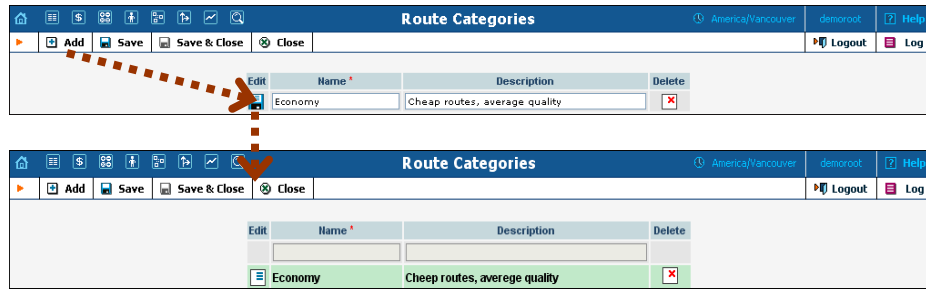 Route Categories America/Vancouver demoroot Help
Add Save Save & Close Close Logout Log
Edit Name * Description Delete
Economy Cheap routes, average quality
Route Categories America/Vancouver demoroot Help
Add Save Save & Close Close Logout Log
Edit Name * Description Delete
Economy Cheep routes, averege quality